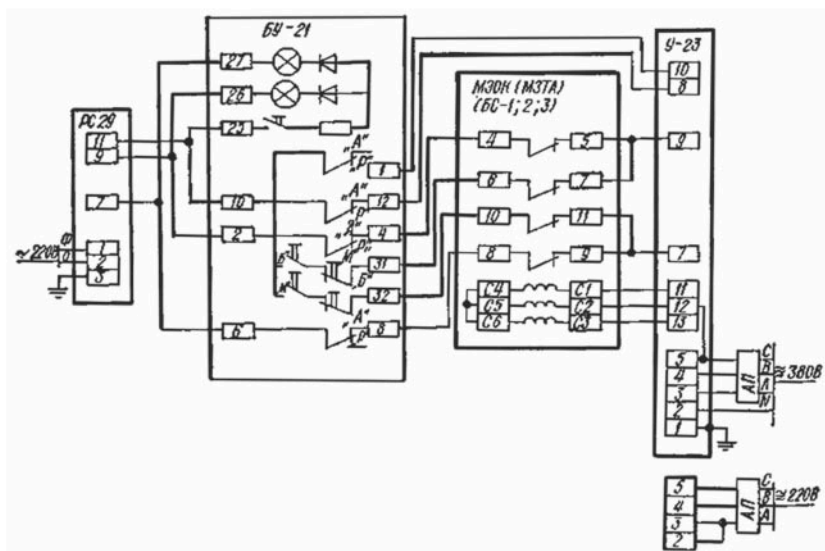 БУ-21
У-23
27
26
25
МЭОК (МЗТА)
(БС-1; 2; 3)
10
8
РС29
11
9
7
Ф
1
≈220В
0
2
3
"А"
"Р"
1
10
"А"
Р
12
2
"А"
"Р"
4
Б
М
31
"Б"
М
32
6
"А"
Р
8
4
5
6
7
10
11
8
9
С4
С1
С5
С2
С6
С3
9
7
11
12
13
5
4
3
2
1
АП
С
В
А
N
≈380В
5
4
3
2
АП
С
В
А
≈220В